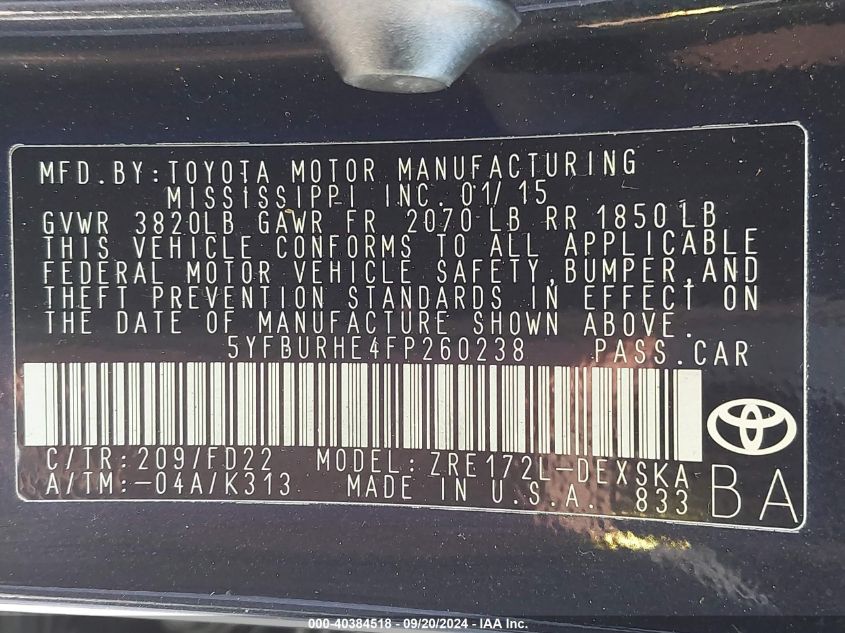 MFD.BY:TOYOTA MOTOR MANUFACTURING
MISSISSIPPI INC. 01/15
GVWR 3820LB GAWR FR 2070 LB RR 1850 LB
THIS VEHICLE CONFORMS TO ALL APPLICABLE
FEDERAL MOTOR VEHICLE SAFETY,BUMPER,AND
THEFT PREVENTION STANDARDS IN EFFECT ON
THE DATE OF MANUFACTURE SHOWN ABOVE.
5YFBURHE4FP260238 PASS.CAR
C/TR:209/FD22 MODEL:ZRE172L-DEXSKA
A/TM:-04A/K313 MADE IN U.S.A. 833 BA
000-40384518 - 09/20/2024 - IAA Inc.